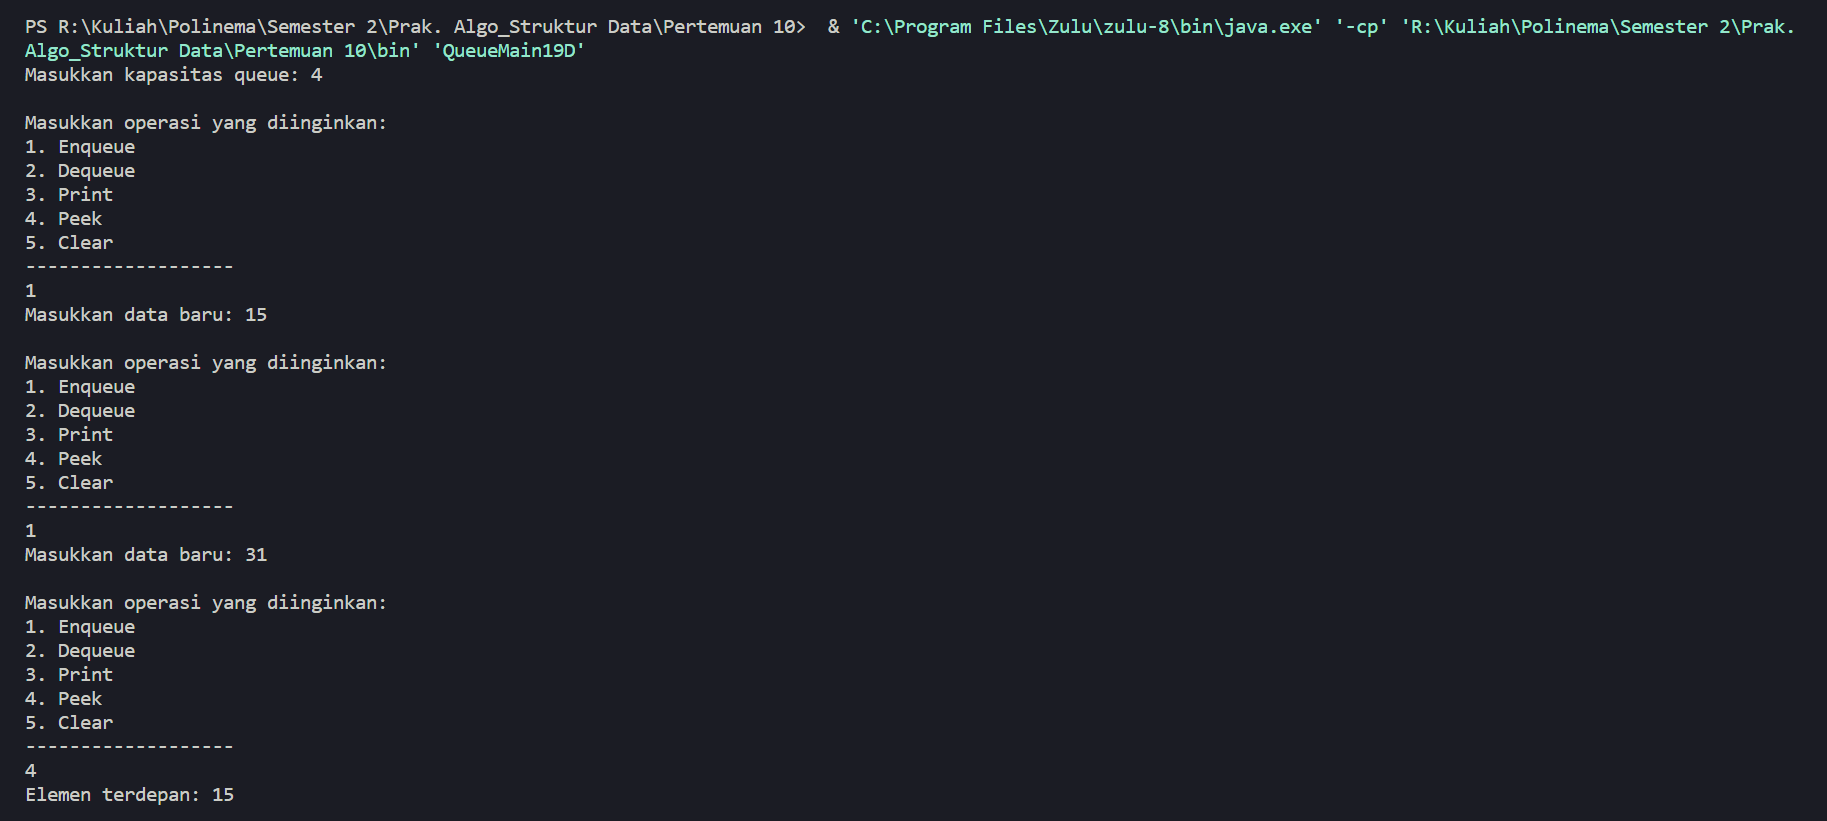 PS R:\Kuliah\Polinema\Semester 2\Prak. Algo_Struktur Data\Pertemuan 10>  & 'C:\Program Files\Zulu\zulu-8\bin\java.exe' '-cp' 'R:\Kuliah\Polinema\Semester 2\Prak.
Algo_Struktur Data\Pertemuan 10\bin' 'QueueMain19D'
Masukkan kapasitas queue: 4

Masukkan operasi yang diinginkan:
1. Enqueue
2. Dequeue
3. Print
4. Peek
5. Clear
-------------------
1
Masukkan data baru: 15

Masukkan operasi yang diinginkan:
1. Enqueue
2. Dequeue
3. Print
4. Peek
5. Clear
-------------------
1
Masukkan data baru: 31

Masukkan operasi yang diinginkan:
1. Enqueue
2. Dequeue
3. Print
4. Peek
5. Clear
-------------------
4
Elemen terdepan: 15